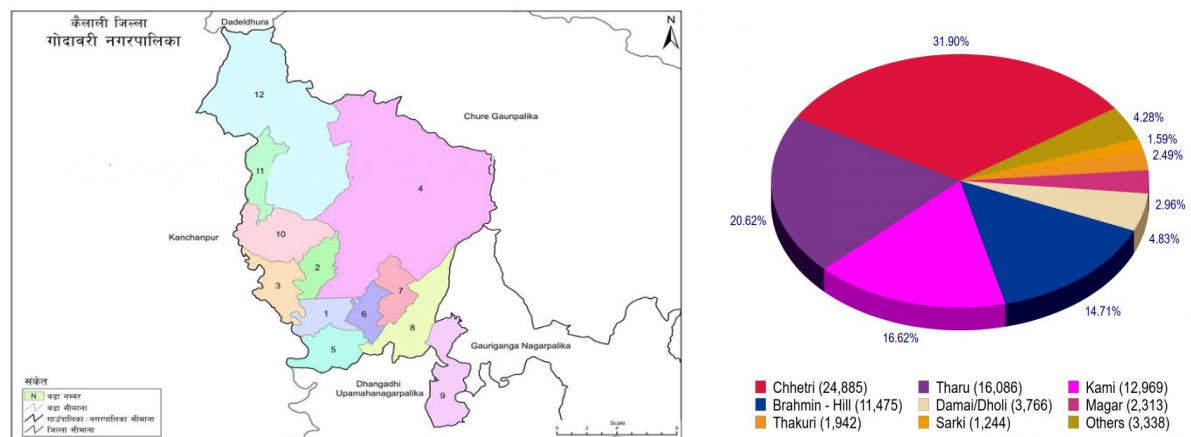 कैलाली जिल्ला
गोदावरी नगरपालिका
Dadeldhura
N
12
Chure Gaunpalika
11
4
Kanchanpur
10
2
3
7
1
6
8
5
Gauriganga Nagarpalika
Dhangadhi
Upamahanagarpalika
9
संकेत
N वडा नम्बर
वडा सीमाना
गाउँपालिका/नगरपालिका सीमाना
जिल्ला सीमाना
Scale
31.90%
4.28%
1.59%
2.49%
2.96%
4.83%
14.71%
16.62%
20.62%
Chhetri (24,885)
Tharu (16,086)
Kami (12,969)
Brahmin - Hill (11,475)
Damai/Dholi (3,766)
Magar (2,313)
Thakuri (1,942)
Sarki (1,244)
Others (3,338)